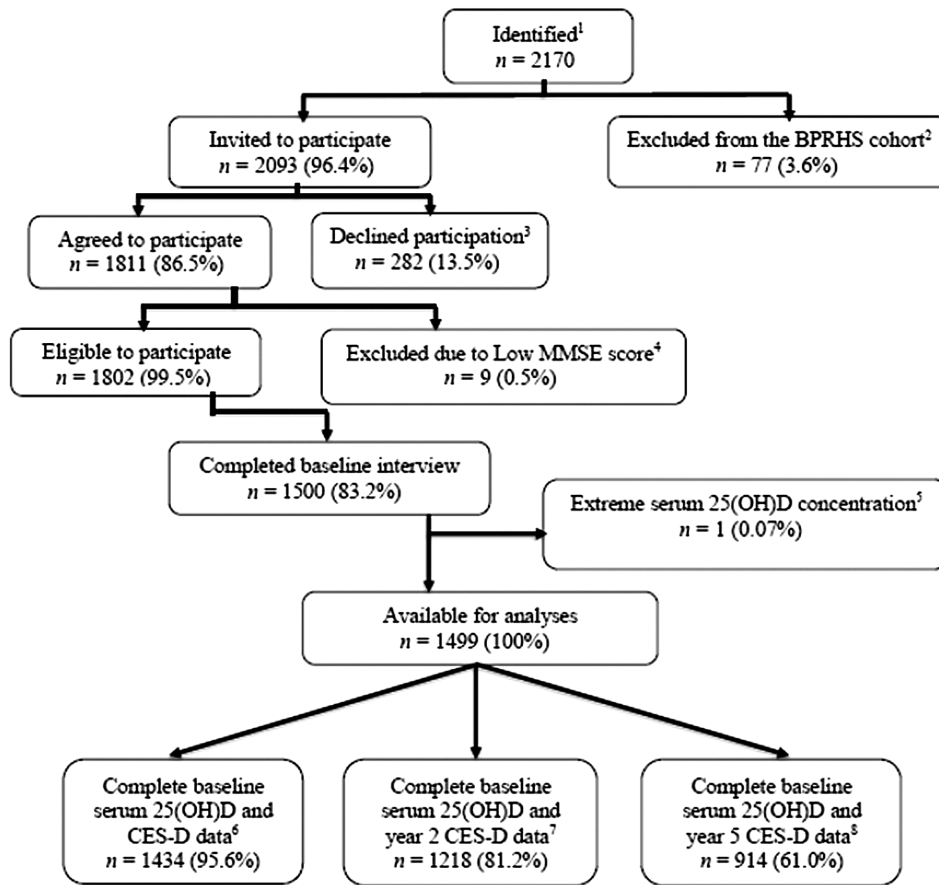 Identified¹
n = 2170
Invited to participate
n = 2093 (96.4%)
Excluded from the BPRHS cohort²
n = 77 (3.6%)
Agreed to participate
n = 1811 (86.5%)
Declined participation³
n = 282 (13.5%)
Eligible to participate
n = 1802 (99.5%)
Excluded due to Low MMSE score⁴
n = 9 (0.5%)
Completed baseline interview
n = 1500 (83.2%)
Extreme serum 25(OH)D concentration⁵
n = 1 (0.07%)
Available for analyses
n = 1499 (100%)
Complete baseline
serum 25(OH)D and
CES-D data⁶
n = 1434 (95.6%)
Complete baseline
serum 25(OH)D and
year 2 CES-D data⁷
n = 1218 (81.2%)
Complete baseline
serum 25(OH)D and
year 5 CES-D data⁸
n = 914 (61.0%)